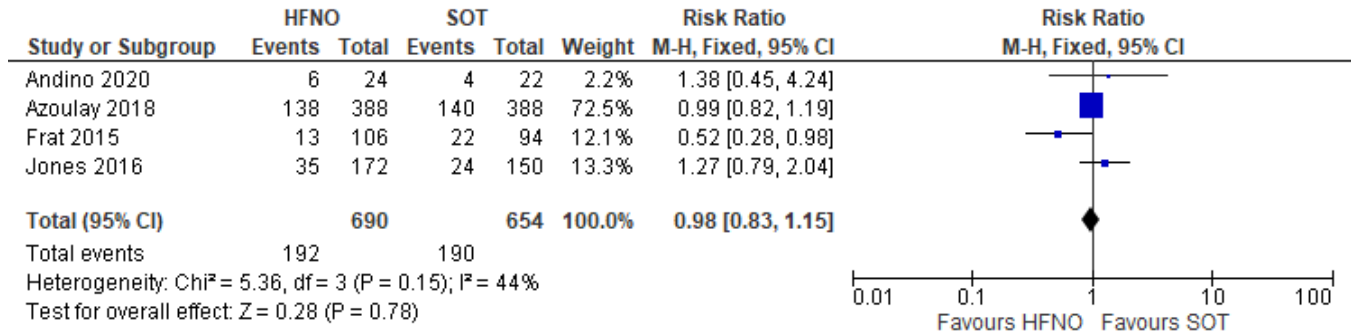 HFNO SOT Risk Ratio Risk Ratio
Study or Subgroup Events Total Events Total Weight M-H, Fixed, 95% CI M-H, Fixed, 95% CI
Andino 2020 6 24 4 22 2.2% 1.38 [0.45, 4.24]
Azoulay 2018 138 388 140 388 72.5% 0.99 [0.82, 1.19]
Frat 2015 13 106 22 94 12.1% 0.52 [0.28, 0.98]
Jones 2016 35 172 24 150 13.3% 1.27 [0.79, 2.04]
Total (95% CI) 690 654 100.0% 0.98 [0.83, 1.15]
Total events 192 190
Heterogeneity: Chi² = 5.36, df = 3 (P = 0.15); I² = 44%
Test for overall effect: Z = 0.28 (P = 0.78)
0.01 0.1 1 10 100
Favours HFNO Favours SOT